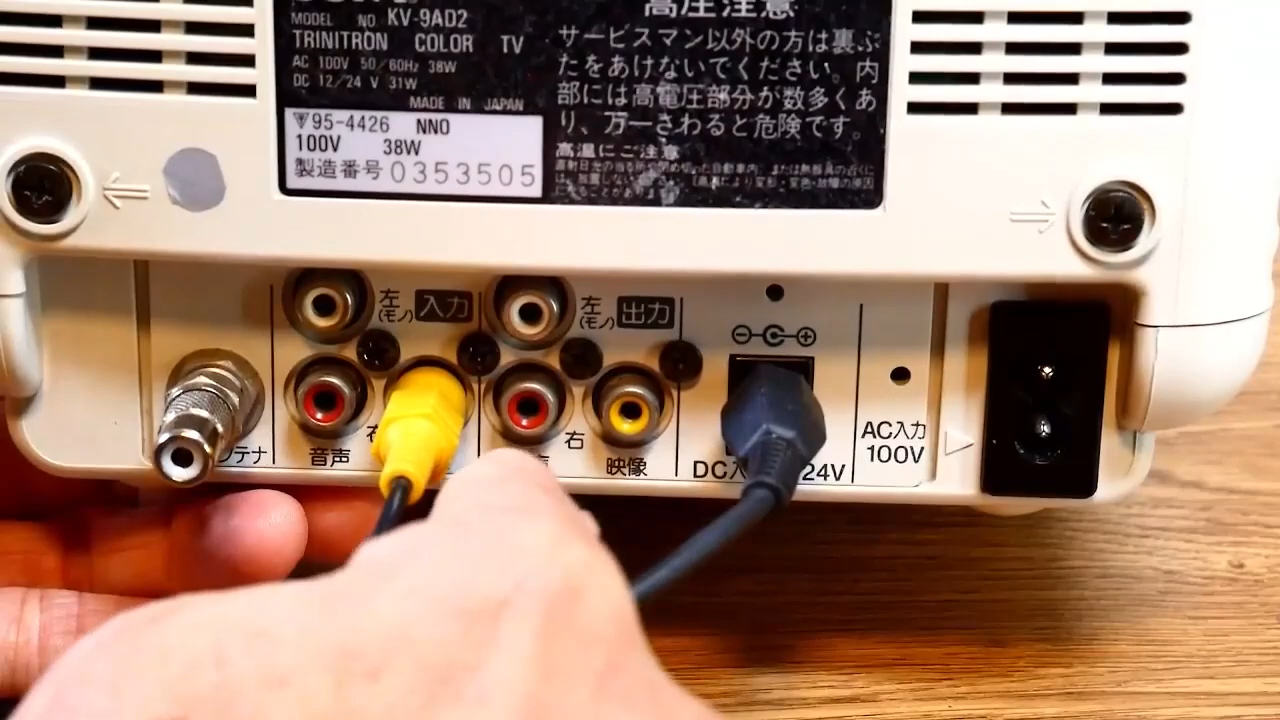 MODEL NO. KV-9AD2
TRINITRON COLOR TV
AC 100V 50/60Hz 38W
DC 12/24 V 31W
MADE IN JAPAN
95-4426 NNO
100V 38W
製造番号 0353505
高圧注意
サービスマン以外の方は裏ぶ
たをあけないでください。内
部には高電圧部分が数多くあ
り、万一さわると危険です。
高温にご注意
左
(モノ)
入力
左
(モノ)
出力
テナ
音声
右
右
映像
DC入
24V
AC入力
100V